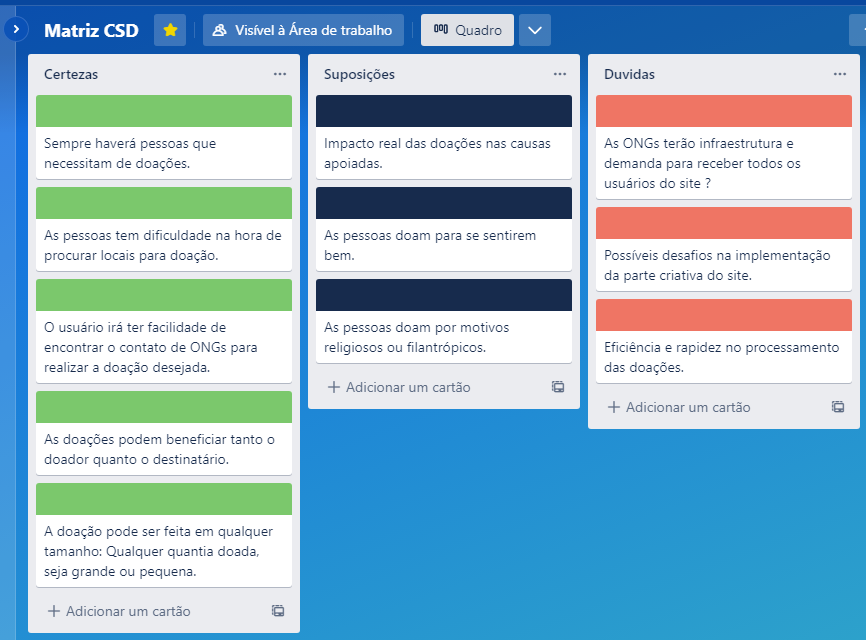 Matriz CSD
Visível à Área de trabalho
Quadro
Certezas
Sempre haverá pessoas que
necessitam de doações.
As pessoas tem dificuldade na hora de
procurar locais para doação.
O usuário irá ter facilidade de
encontrar o contato de ONGs para
realizar a doação desejada.
As doações podem beneficiar tanto o
doador quanto o destinatário.
A doação pode ser feita em qualquer
tamanho: Qualquer quantia doada,
seja grande ou pequena.
Adicionar um cartão
Suposições
Impacto real das doações nas causas
apoiadas.
As pessoas doam para se sentirem
bem.
As pessoas doam por motivos
religiosos ou filantrópicos.
Adicionar um cartão
Duvidas
As ONGs terão infraestrutura e
demanda para receber todos os
usuários do site ?
Possíveis desafios na implementação
da parte criativa do site.
Eficiência e rapidez no processamento
das doações.
Adicionar um cartão